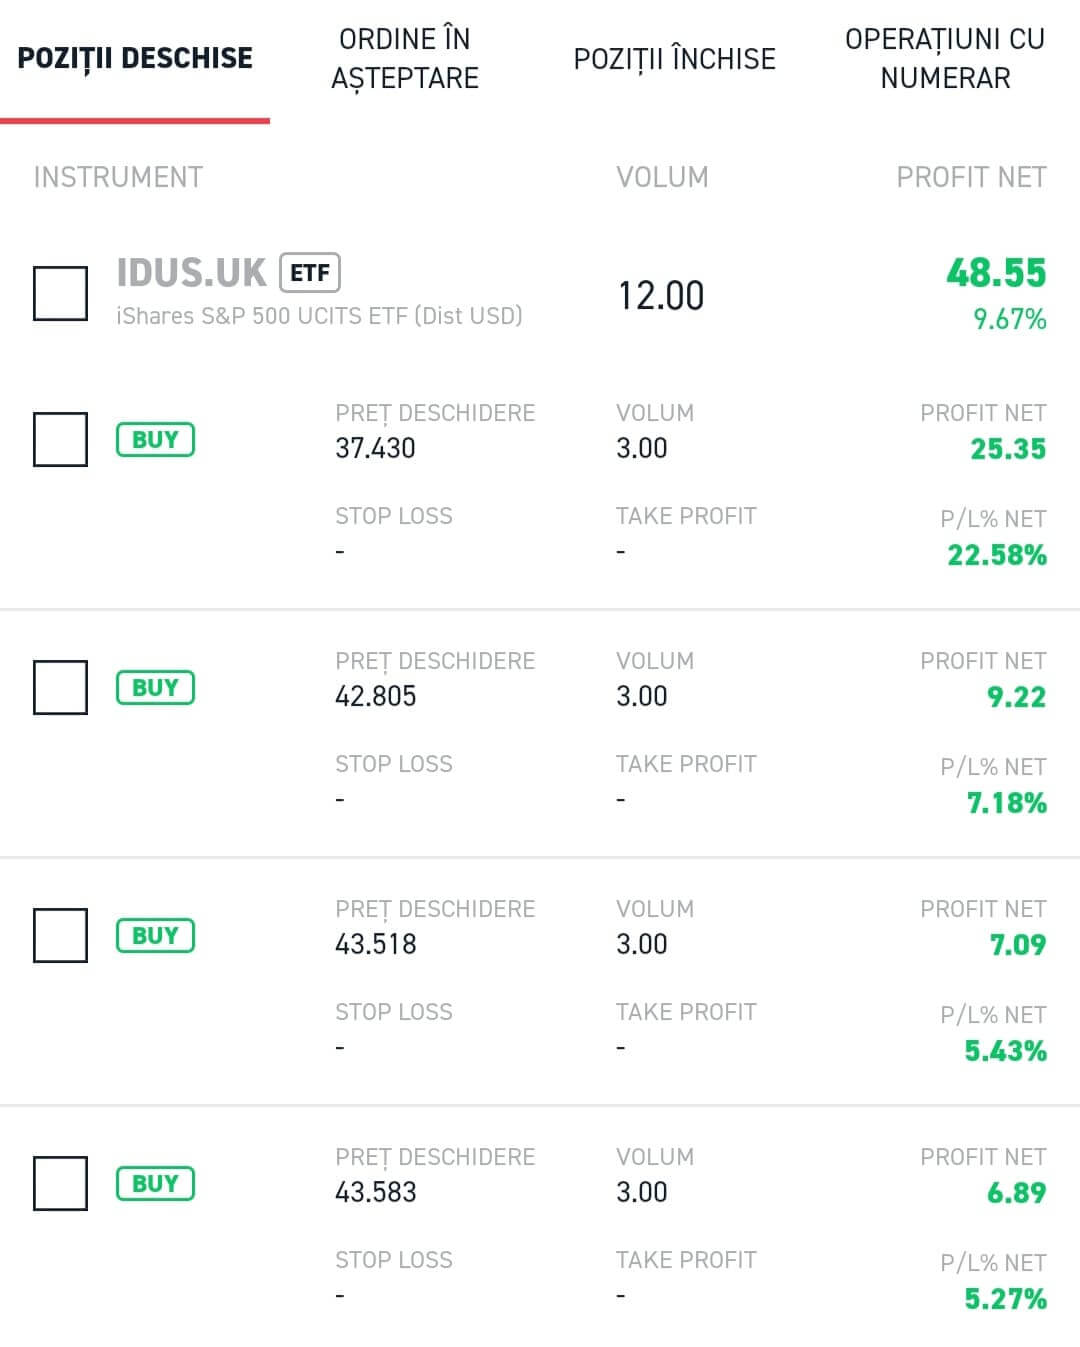 POZIȚII DESCHISE
ORDINE ÎN
AȘTEPTARE
POZIȚII ÎNCHISE
OPERAȚIUNI CU
NUMERAR
INSTRUMENT VOLUM PROFIT NET
IDUS.UK ETF
iShares S&P 500 UCITS ETF (Dist USD)
12.00
48.55
9.67%
BUY
PREȚ DESCHIDERE VOLUM PROFIT NET
37.430 3.00 25.35
STOP LOSS TAKE PROFIT P/L% NET
- - 22.58%
BUY
PREȚ DESCHIDERE VOLUM PROFIT NET
42.805 3.00 9.22
STOP LOSS TAKE PROFIT P/L% NET
- - 7.18%
BUY
PREȚ DESCHIDERE VOLUM PROFIT NET
43.518 3.00 7.09
STOP LOSS TAKE PROFIT P/L% NET
- - 5.43%
BUY
PREȚ DESCHIDERE VOLUM PROFIT NET
43.583 3.00 6.89
STOP LOSS TAKE PROFIT P/L% NET
- - 5.27%